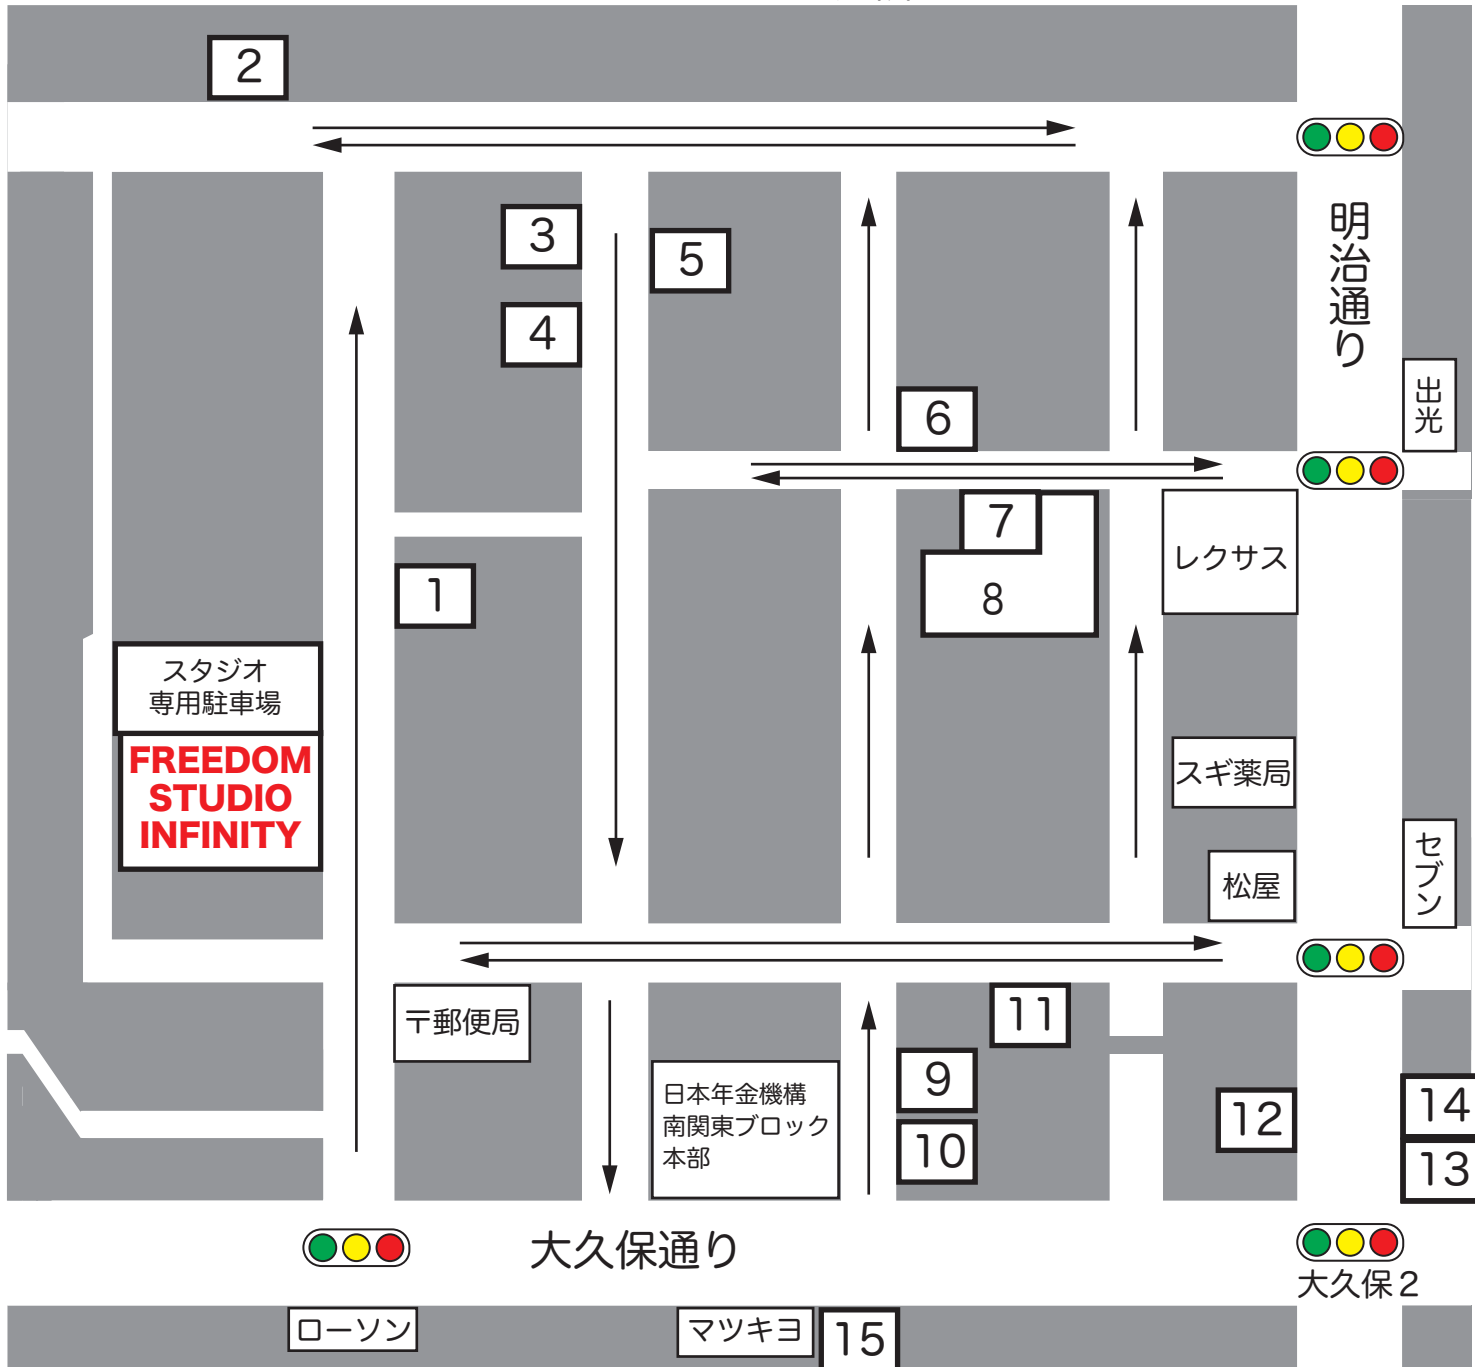 2
3
5
4
明治通り
出光
6
7
レクサス
8
1
スタジオ
専用駐車場
FREEDOM
STUDIO
INFINITY
スギ薬局
松屋
セブン
〒郵便局
11
日本年金機構
南関東ブロック
本部
9
10
12
14
13
大久保通り
大久保2
ローソン
マツキヨ
15